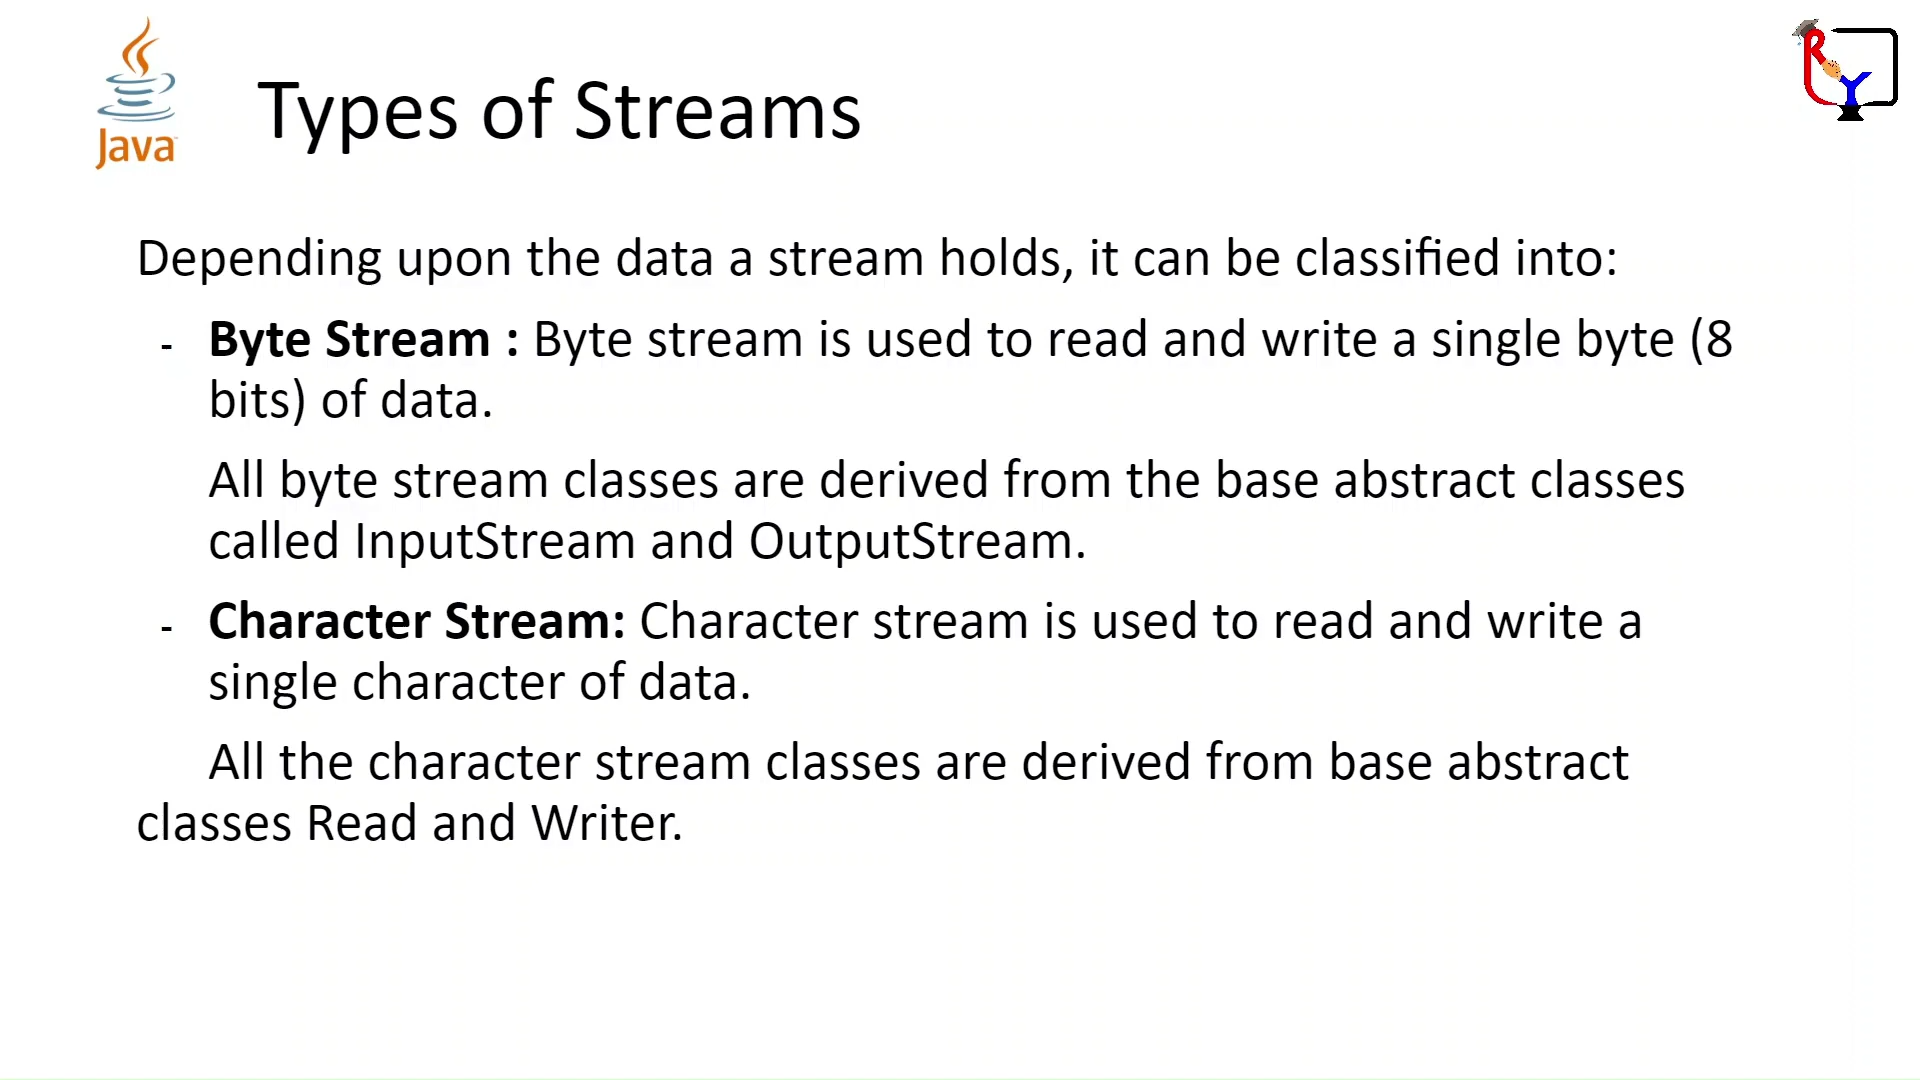 Java
Types of Streams
RY
Depending upon the data a stream holds, it can be classified into:
- Byte Stream : Byte stream is used to read and write a single byte (8
bits) of data.
All byte stream classes are derived from the base abstract classes
called InputStream and OutputStream.
- Character Stream: Character stream is used to read and write a
single character of data.
All the character stream classes are derived from base abstract
classes Read and Writer.